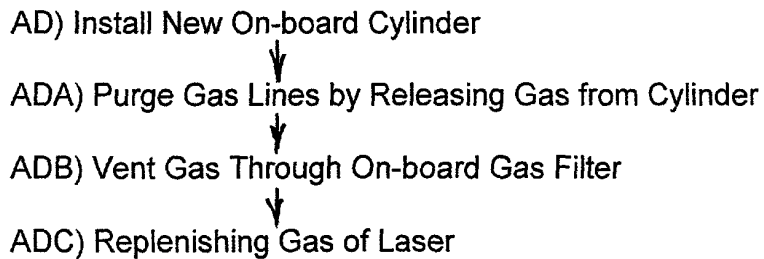 AD) Install New On-board Cylinder
ADA) Purge Gas Lines by Releasing Gas from Cylinder
ADB) Vent Gas Through On-board Gas Filter
ADC) Replenishing Gas of Laser